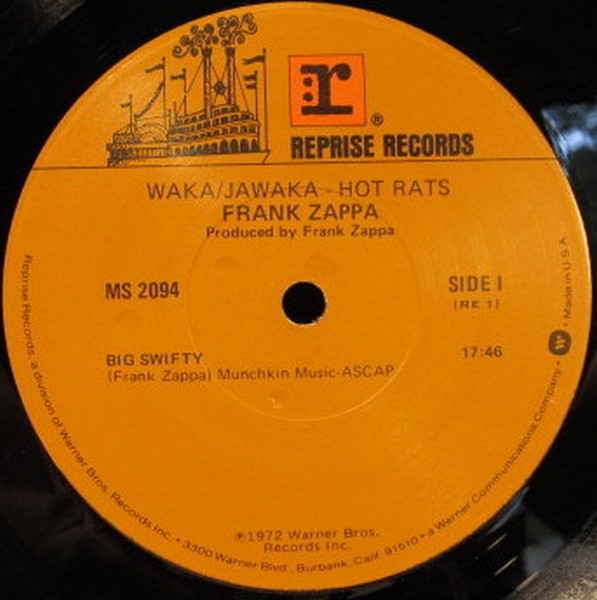 r
®
REPRISE RECORDS
WAKA/JAWAKA - HOT RATS
FRANK ZAPPA
Produced by Frank Zappa
MS 2094
SIDE 1
(RE 1)
BIG SWIFTY
17:46
(Frank Zappa) Munchkin Music-ASCAP
℗1972 Warner Bros.
Records Inc.
Reprise Records, a division of Warner Bros. Records Inc. • 3300 Warner Blvd., Burbank, Calif. 91510 • a Warner Communications Company • W • Made in U.S.A.